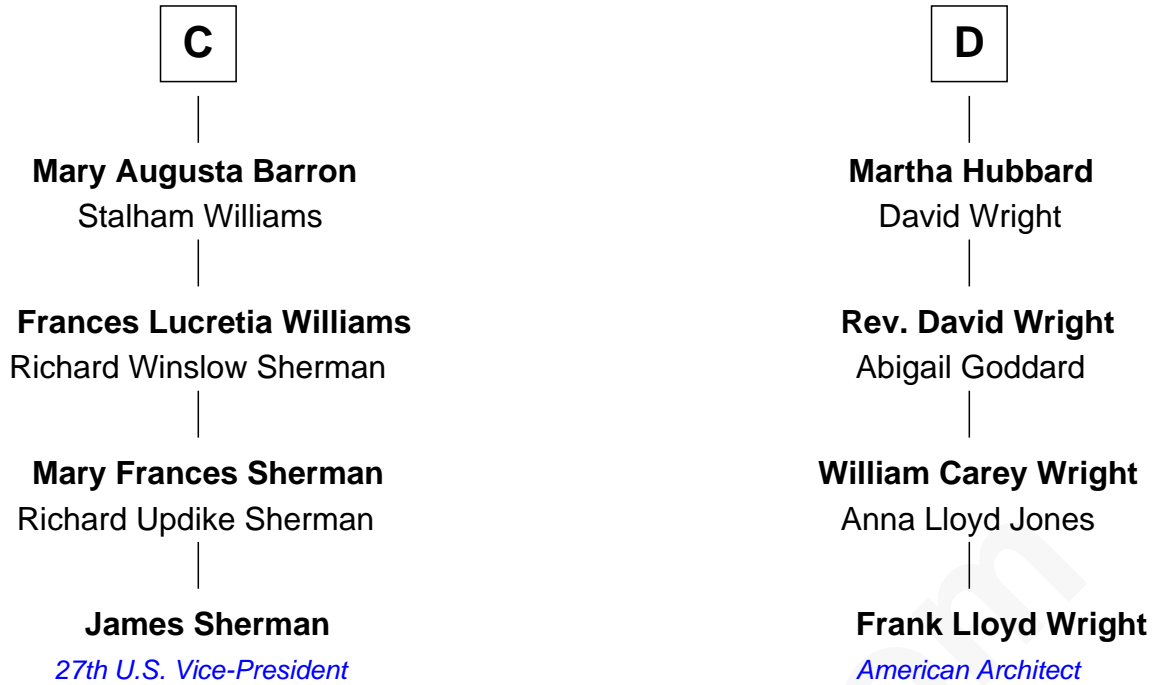 C
Mary Augusta Barron
Stalham Williams
Frances Lucretia Williams
Richard Winslow Sherman
Mary Frances Sherman
Richard Updike Sherman
James Sherman
27th U.S. Vice-President
D
Martha Hubbard
David Wright
Rev. David Wright
Abigail Goddard
William Carey Wright
Anna Lloyd Jones
Frank Lloyd Wright
American Architect